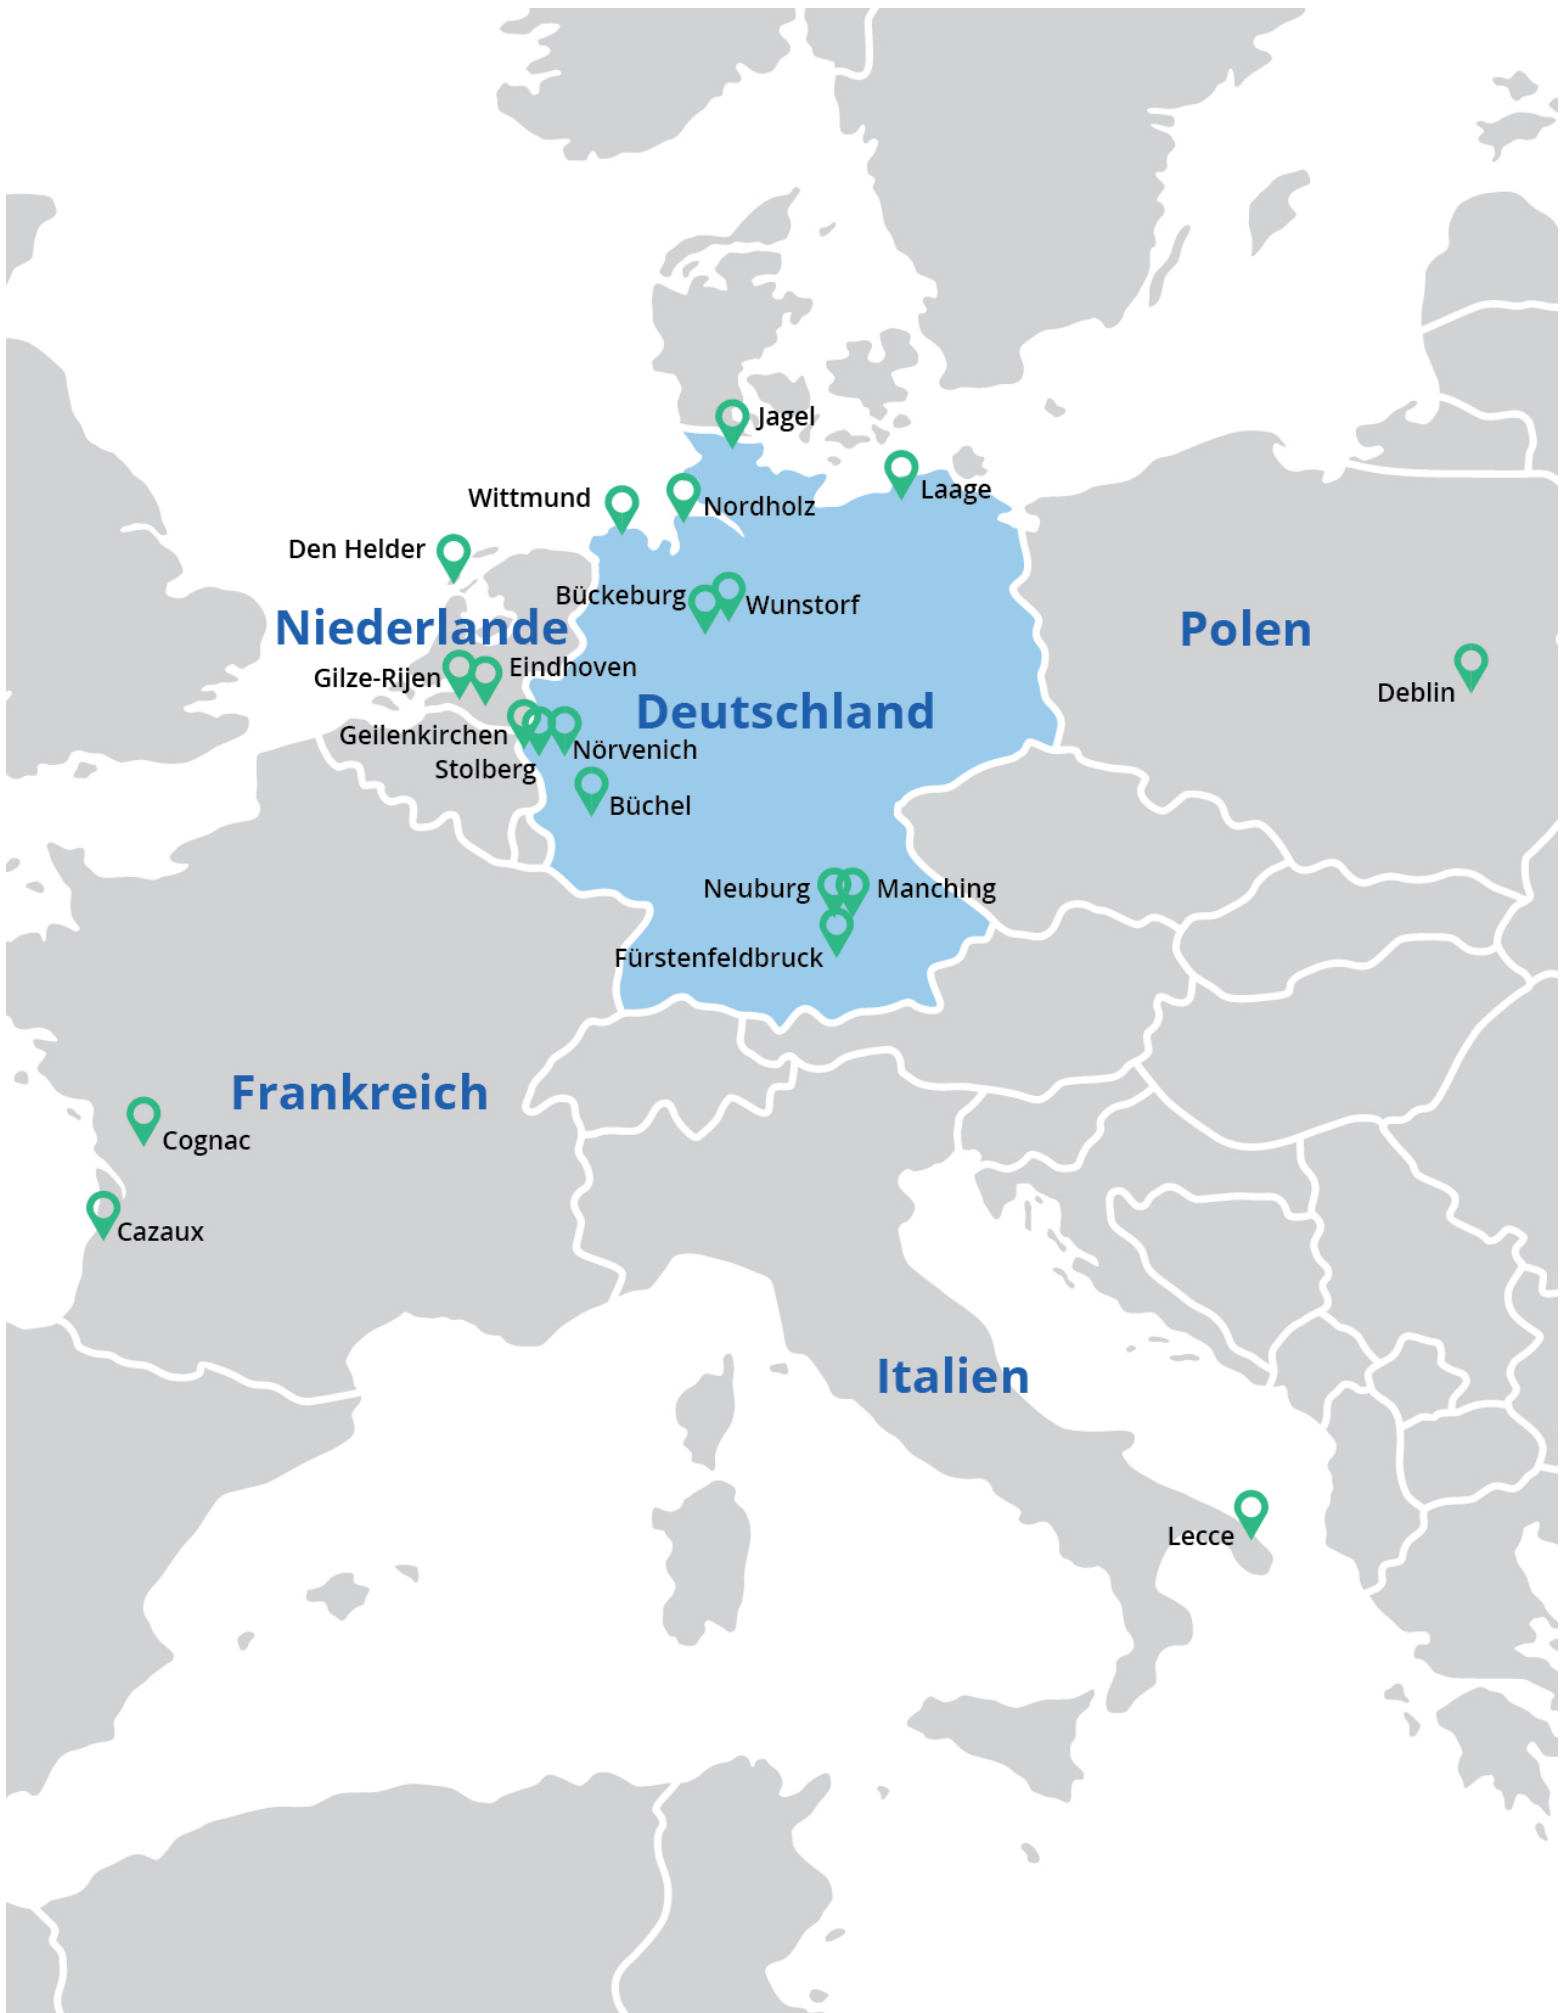 Jagel
Laage
Wittmund
Nordholz
Den Helder
Bückeburg
Wunstorf
Niederlande
Polen
Eindhoven
Gilze-Rijen
Deblin
Deutschland
Geilenkirchen
Nörvenich
Stolberg
Büchel
Neuburg
Manching
Fürstenfeldbruck
Frankreich
Cognac
Cazaux
Italien
Lecce